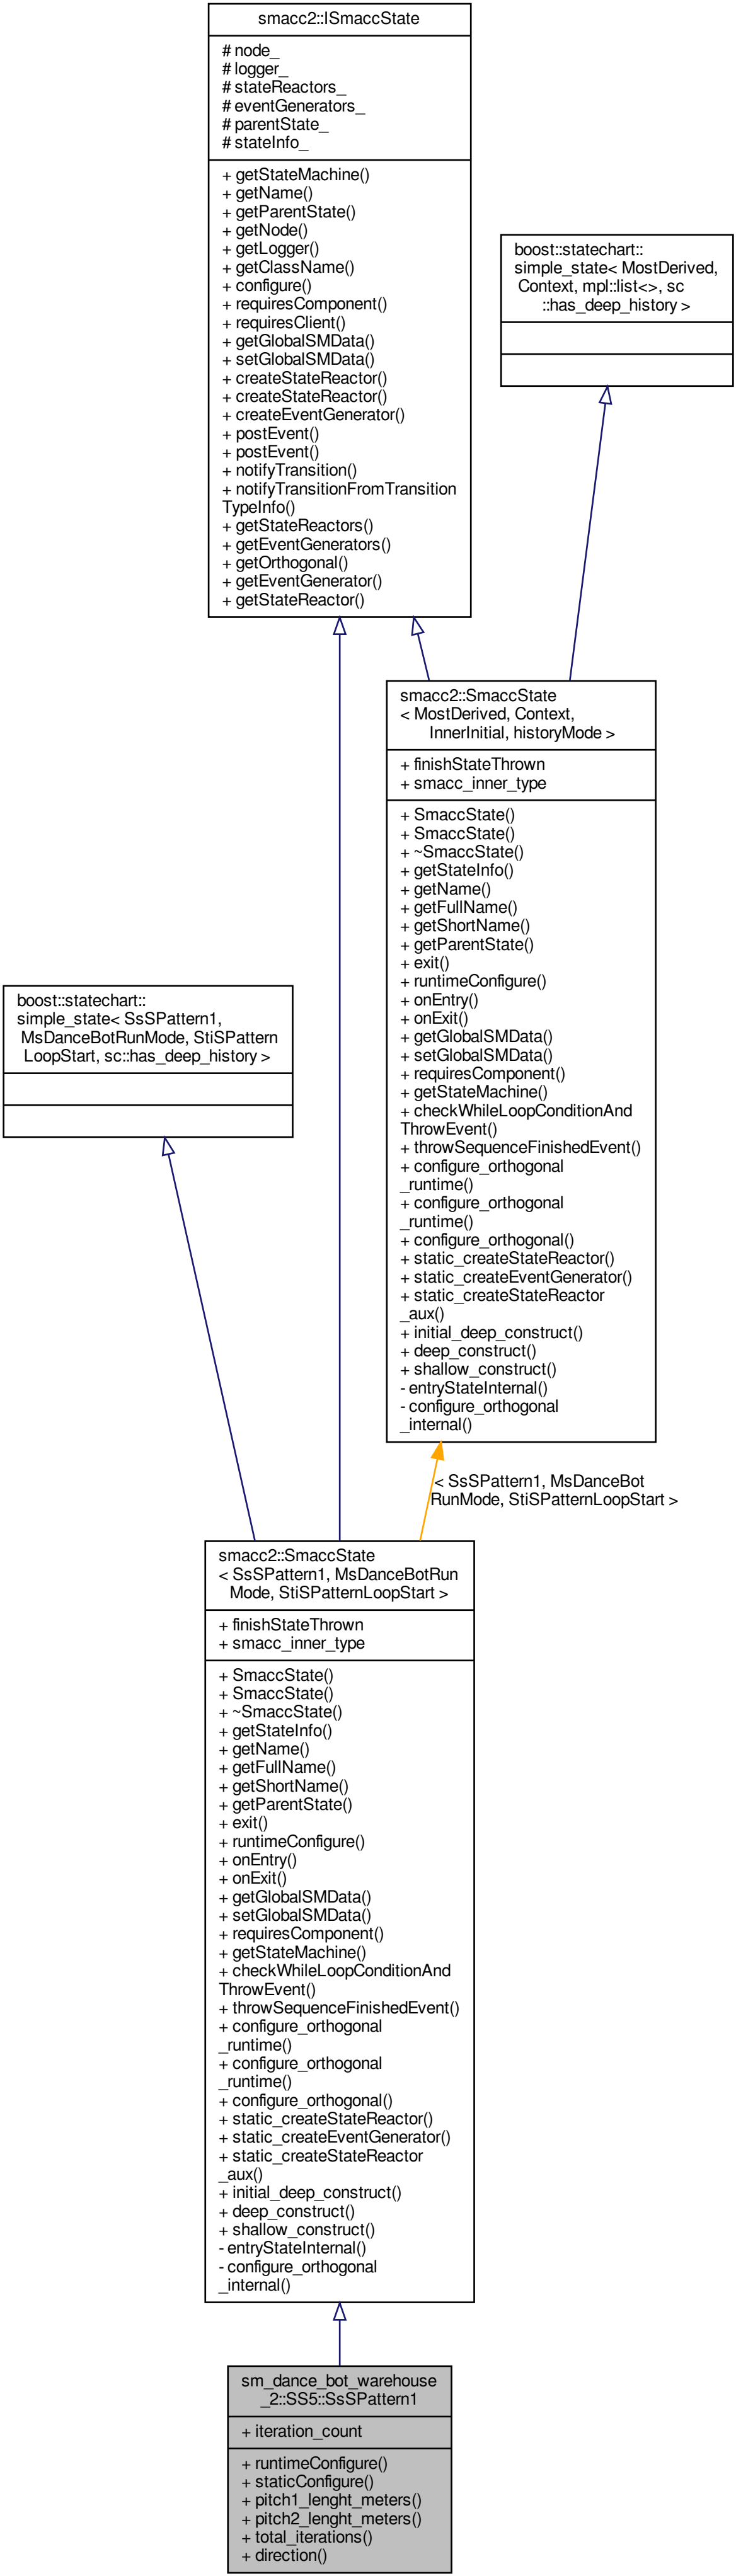 smacc2::ISmaccState
# node_
# logger_
# stateReactors_
# eventGenerators_
# parentState_
# stateInfo_
+ getStateMachine()
+ getName()
+ getParentState()
+ getNode()
+ getLogger()
+ getClassName()
+ configure()
+ requiresComponent()
+ requiresClient()
+ getGlobalSMData()
+ setGlobalSMData()
+ createStateReactor()
+ createStateReactor()
+ createEventGenerator()
+ postEvent()
+ postEvent()
+ notifyTransition()
+ notifyTransitionFromTransition
TypeInfo()
+ getStateReactors()
+ getEventGenerators()
+ getOrthogonal()
+ getEventGenerator()
+ getStateReactor()
boost::statechart::
simple_state< MostDerived,
Context, mpl::list<>, sc
::has_deep_history >
smacc2::SmaccState
< MostDerived, Context,
InnerInitial, historyMode >
+ finishStateThrown
+ smacc_inner_type
+ SmaccState()
+ SmaccState()
+ ~SmaccState()
+ getStateInfo()
+ getName()
+ getFullName()
+ getShortName()
+ getParentState()
+ exit()
+ runtimeConfigure()
+ onEntry()
+ onExit()
+ getGlobalSMData()
+ setGlobalSMData()
+ requiresComponent()
+ getStateMachine()
+ checkWhileLoopConditionAnd
ThrowEvent()
+ throwSequenceFinishedEvent()
+ configure_orthogonal
_runtime()
+ configure_orthogonal
_runtime()
+ configure_orthogonal()
+ static_createStateReactor()
+ static_createEventGenerator()
+ static_createStateReactor
_aux()
+ initial_deep_construct()
+ deep_construct()
+ shallow_construct()
- entryStateInternal()
- configure_orthogonal
_internal()
boost::statechart::
simple_state< SsSPattern1,
MsDanceBotRunMode, StiSPattern
LoopStart, sc::has_deep_history >
< SsSPattern1, MsDanceBot
RunMode, StiSPatternLoopStart >
smacc2::SmaccState
< SsSPattern1, MsDanceBotRun
Mode, StiSPatternLoopStart >
+ finishStateThrown
+ smacc_inner_type
+ SmaccState()
+ SmaccState()
+ ~SmaccState()
+ getStateInfo()
+ getName()
+ getFullName()
+ getShortName()
+ getParentState()
+ exit()
+ runtimeConfigure()
+ onEntry()
+ onExit()
+ getGlobalSMData()
+ setGlobalSMData()
+ requiresComponent()
+ getStateMachine()
+ checkWhileLoopConditionAnd
ThrowEvent()
+ throwSequenceFinishedEvent()
+ configure_orthogonal
_runtime()
+ configure_orthogonal
_runtime()
+ configure_orthogonal()
+ static_createStateReactor()
+ static_createEventGenerator()
+ static_createStateReactor
_aux()
+ initial_deep_construct()
+ deep_construct()
+ shallow_construct()
- entryStateInternal()
- configure_orthogonal
_internal()
sm_dance_bot_warehouse
_2::SS5::SsSPattern1
+ iteration_count
+ runtimeConfigure()
+ staticConfigure()
+ pitch1_lenght_meters()
+ pitch2_lenght_meters()
+ total_iterations()
+ direction()